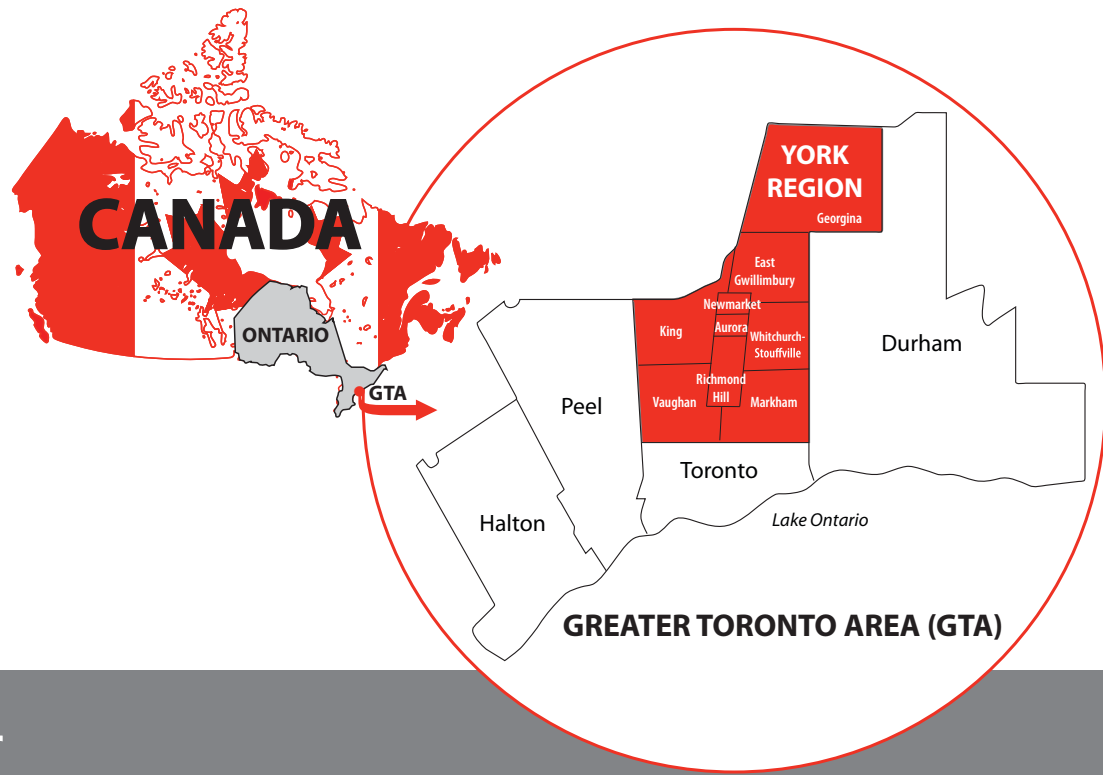 CANADA
ONTARIO
GTA
YORK
REGION
Georgina
East
Gwillimbury
Newmarket
King
Aurora
Whitchurch-
Stouffville
Richmond
Hill
Vaughan
Markham
Durham
Peel
Toronto
Halton
Lake Ontario
GREATER TORONTO AREA (GTA)